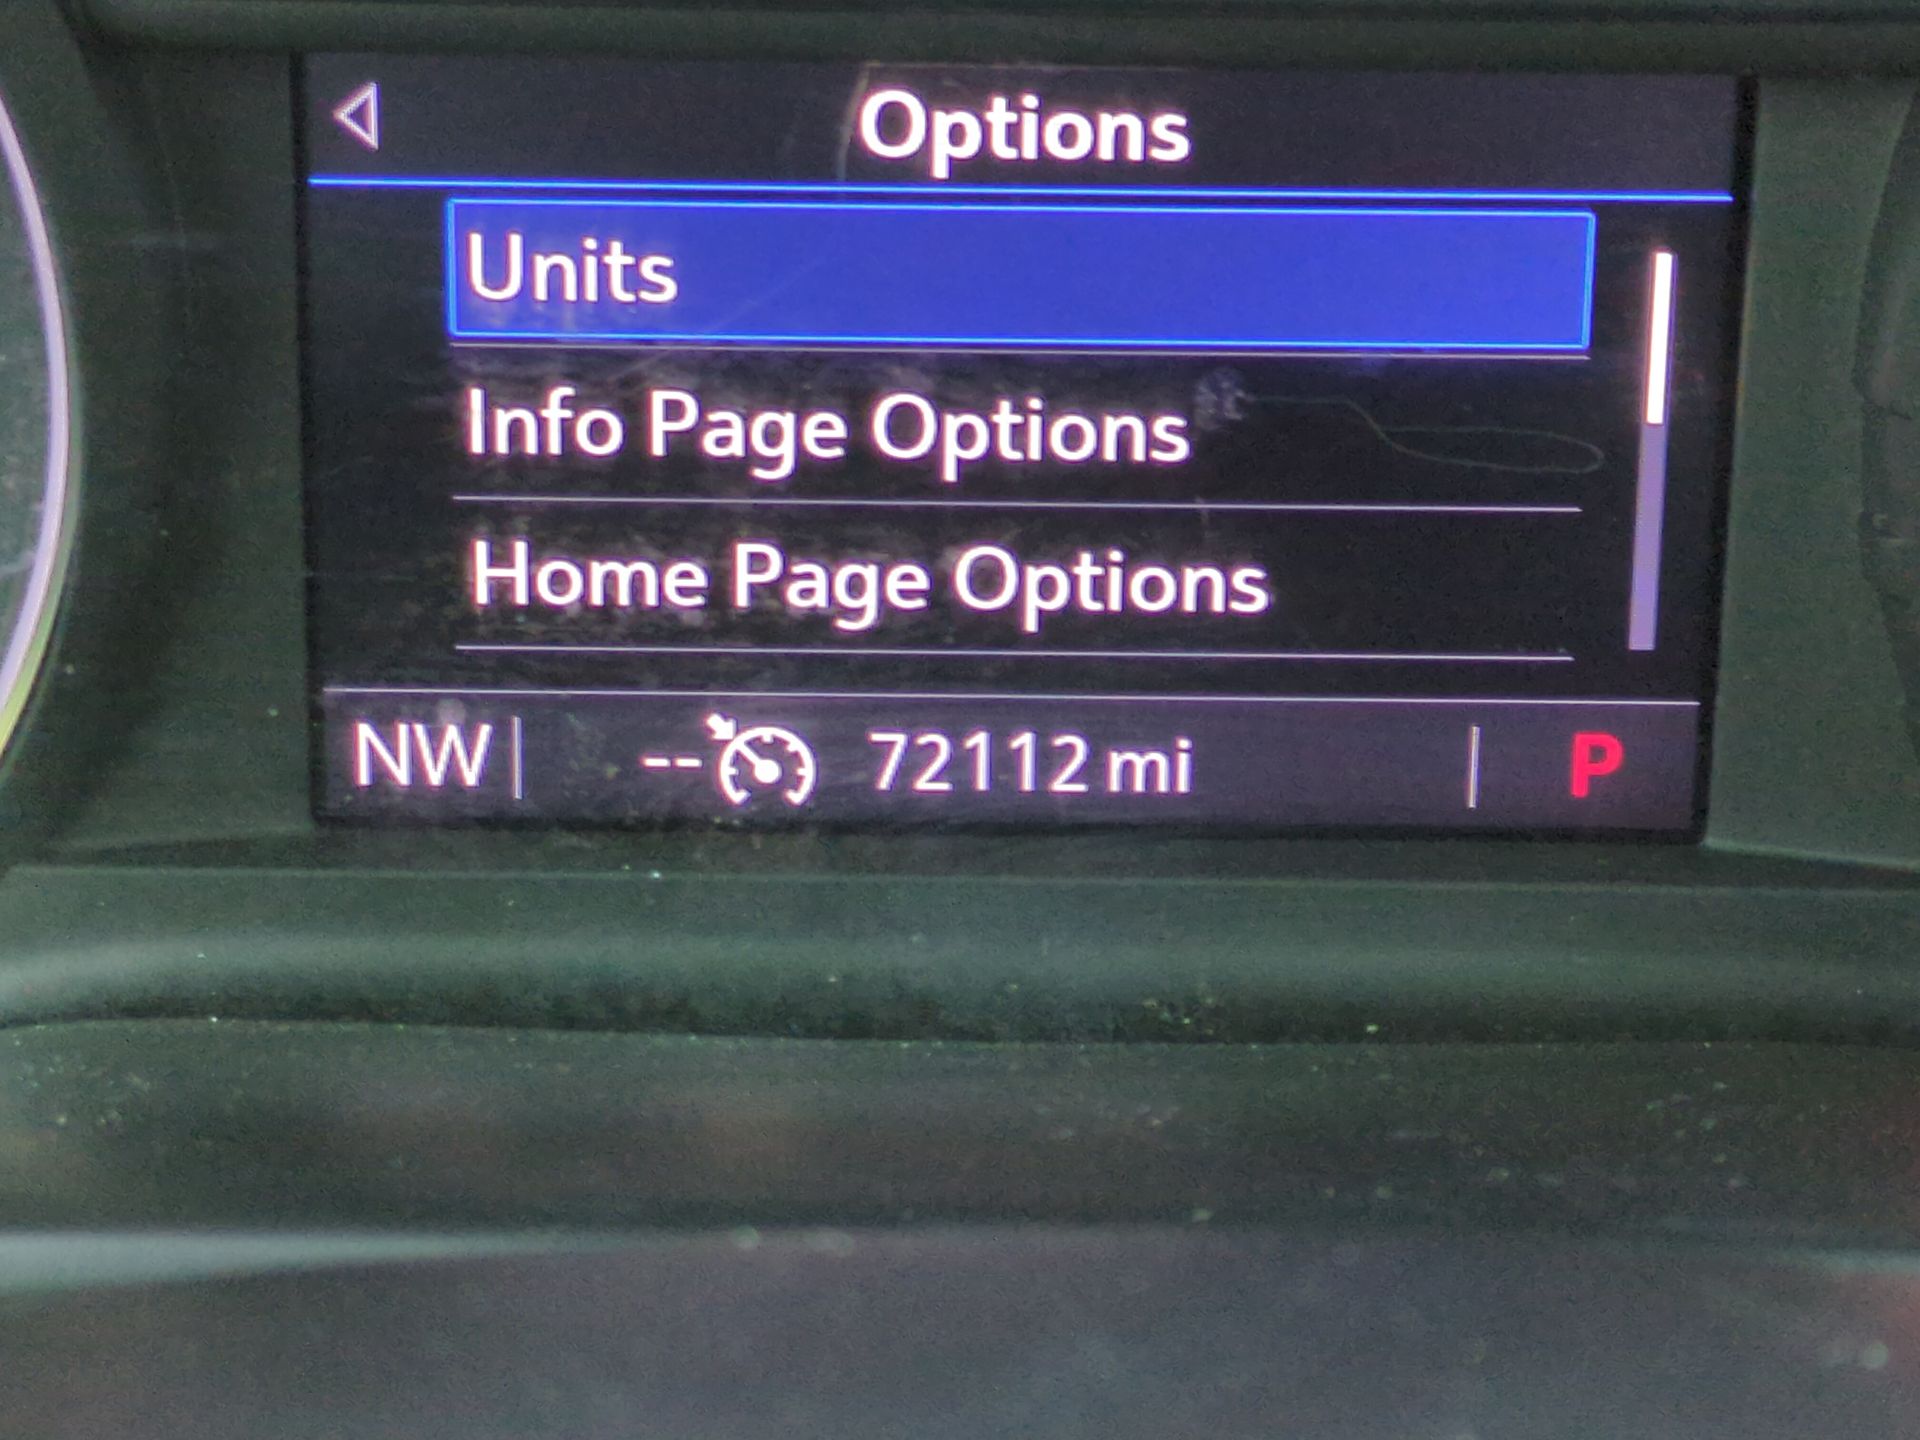 Options
Units
Info Page Options
Home Page Options
NW -- 72112 mi P